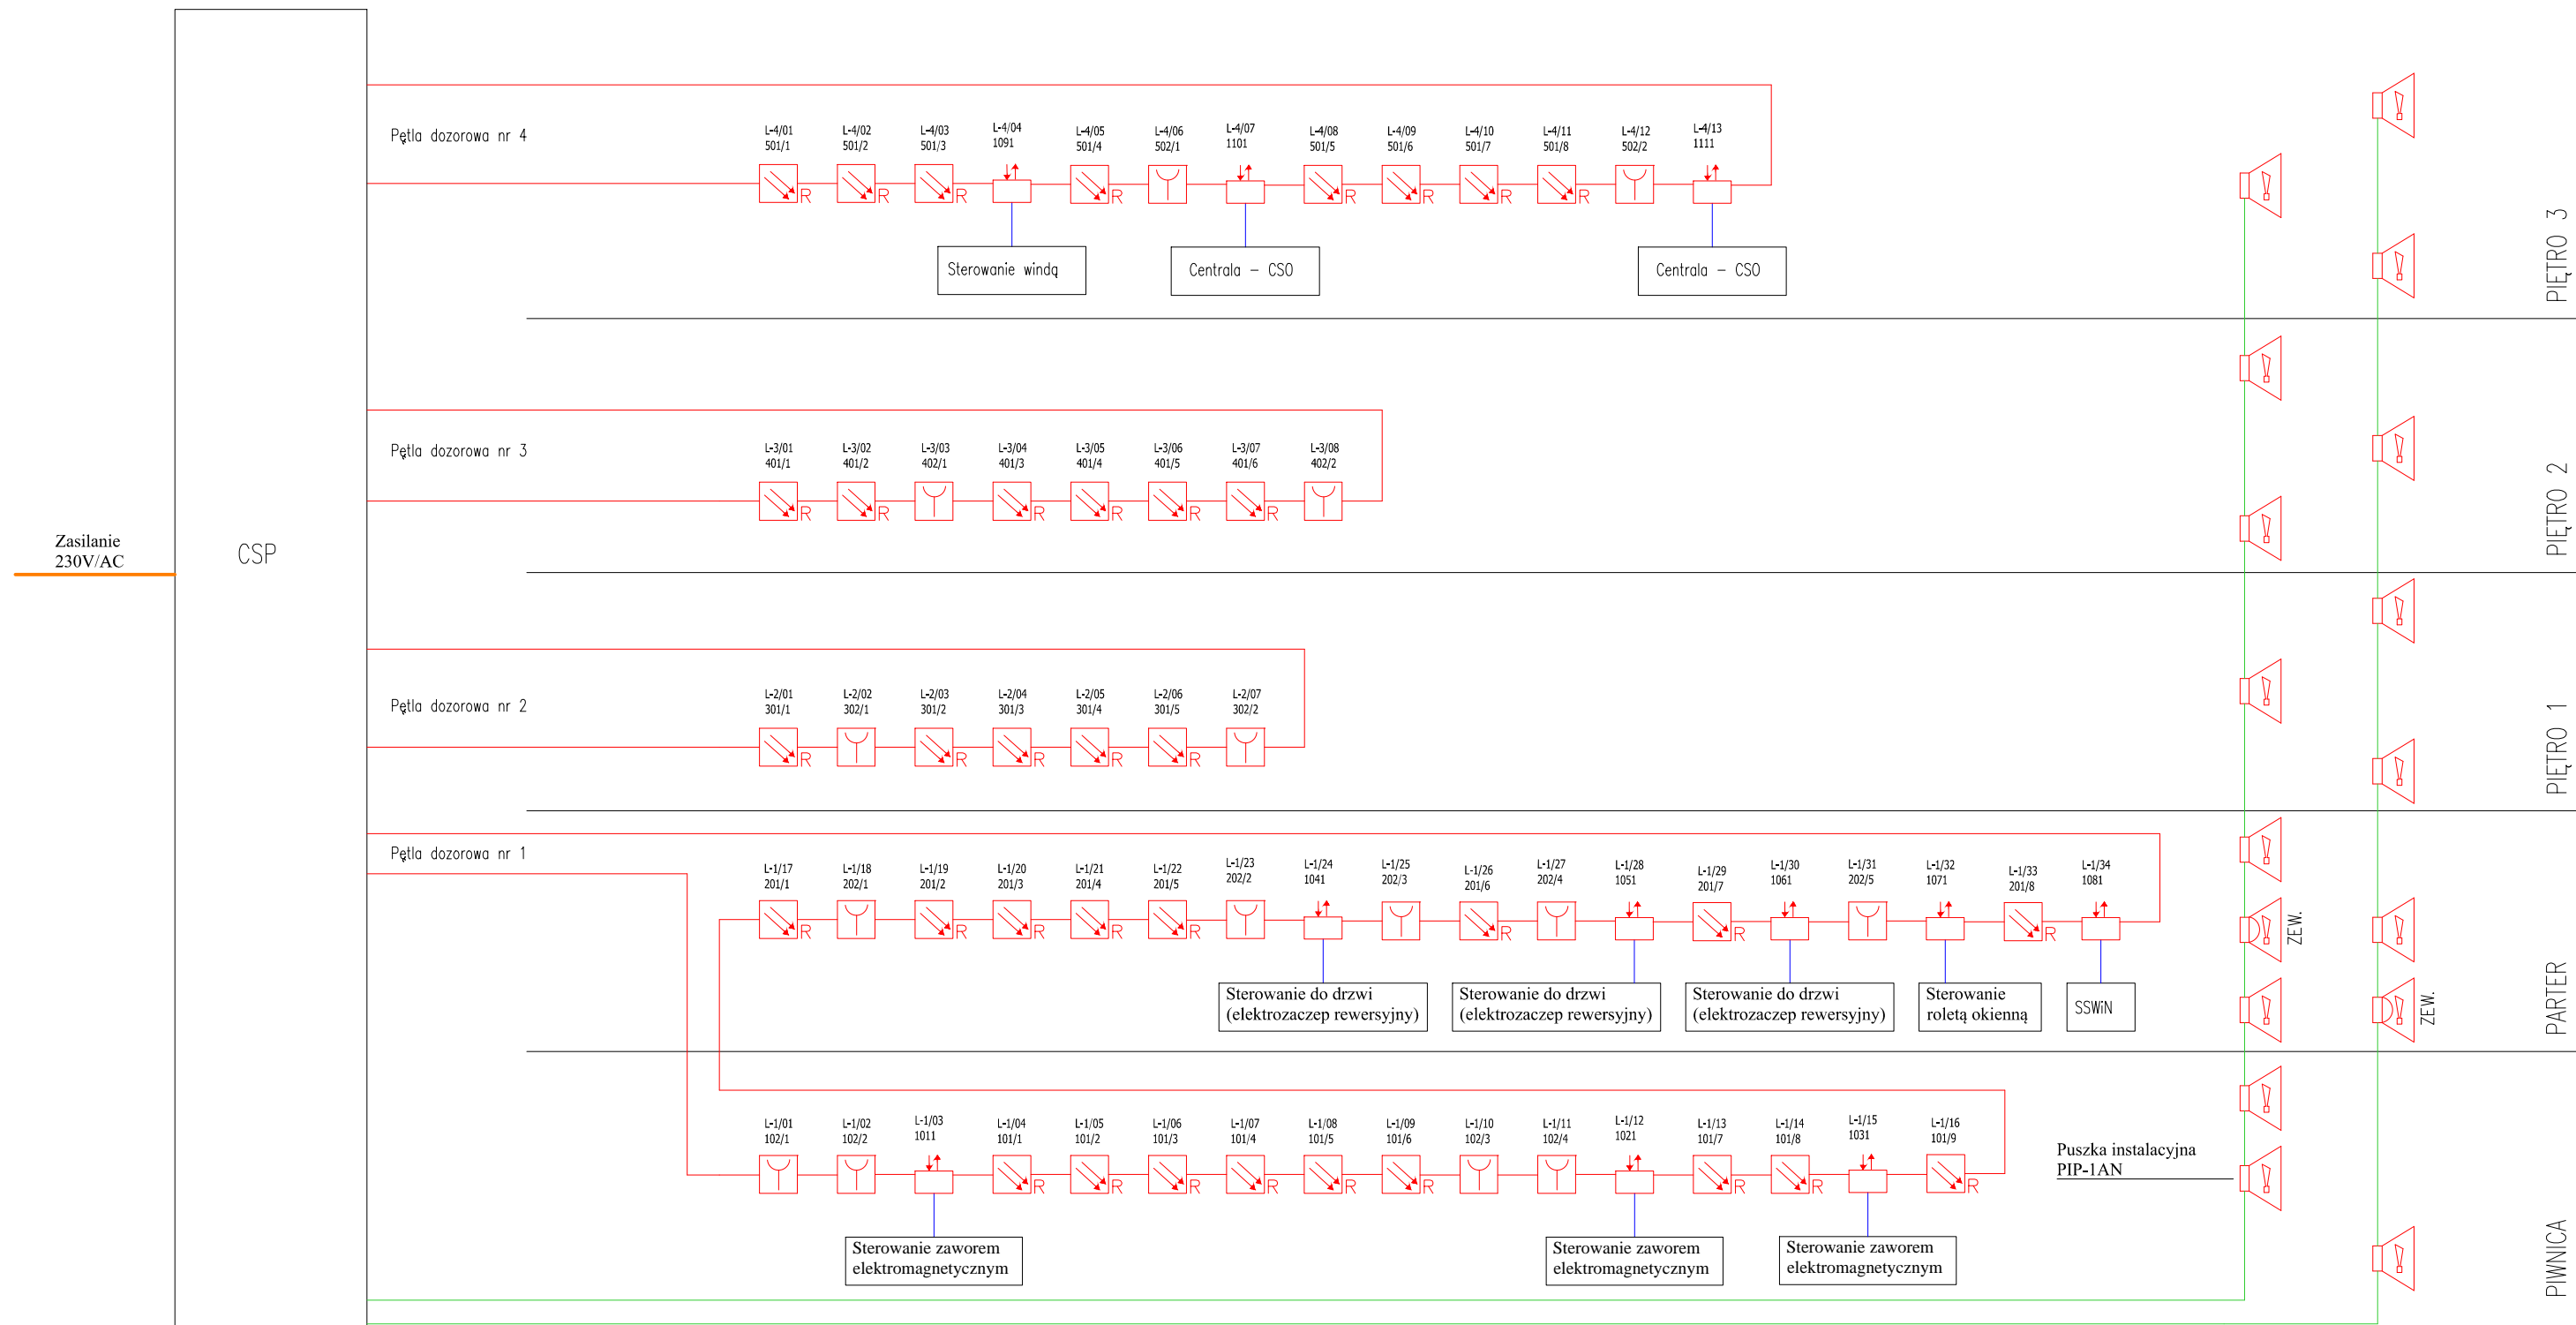 Pętla dozorowa nr 4
L-4/01
501/1
L-4/02
501/2
L-4/03
501/3
L-4/04
1091
L-4/05
501/4
L-4/06
502/1
L-4/07
1101
L-4/08
501/5
L-4/09
501/6
L-4/10
501/7
L-4/11
501/8
L-4/12
502/2
L-4/13
1111
R
R
R
R
R
R
R
R
Sterowanie windą
Centrala – CSO
Centrala – CSO
PIĘTRO 3
Pętla dozorowa nr 3
L-3/01
401/1
L-3/02
401/2
L-3/03
402/1
L-3/04
401/3
L-3/05
401/4
L-3/06
401/5
L-3/07
401/6
L-3/08
402/2
R
R
R
R
R
R
PIĘTRO 2
Zasilanie
230V/AC
CSP
Pętla dozorowa nr 2
L-2/01
301/1
L-2/02
302/1
L-2/03
301/2
L-2/04
301/3
L-2/05
301/4
L-2/06
301/5
L-2/07
302/2
R
R
R
R
R
PIĘTRO 1
Pętla dozorowa nr 1
L-1/17
201/1
L-1/18
202/1
L-1/19
201/2
L-1/20
201/3
L-1/21
201/4
L-1/22
201/5
L-1/23
202/2
L-1/24
1041
L-1/25
202/3
L-1/26
201/6
L-1/27
202/4
L-1/28
1051
L-1/29
201/7
L-1/30
1061
L-1/31
202/5
L-1/32
1071
L-1/33
201/8
L-1/34
1081
R
R
R
R
R
R
R
R
ZEW.
ZEW.
Sterowanie do drzwi
(elektrozaczep rewersyjny)
Sterowanie do drzwi
(elektrozaczep rewersyjny)
Sterowanie do drzwi
(elektrozaczep rewersyjny)
Sterowanie
roletą okienną
SSWiN
PARTER
L-1/01
102/1
L-1/02
102/2
L-1/03
1011
L-1/04
101/1
L-1/05
101/2
L-1/06
101/3
L-1/07
101/4
L-1/08
101/5
L-1/09
101/6
L-1/10
102/3
L-1/11
102/4
L-1/12
1021
L-1/13
101/7
L-1/14
101/8
L-1/15
1031
L-1/16
101/9
R
R
R
R
R
R
R
R
R
Puszka instalacyjna
PIP-1AN
Sterowanie zaworem
elektromagnetycznym
Sterowanie zaworem
elektromagnetycznym
Sterowanie zaworem
elektromagnetycznym
PIWNICA